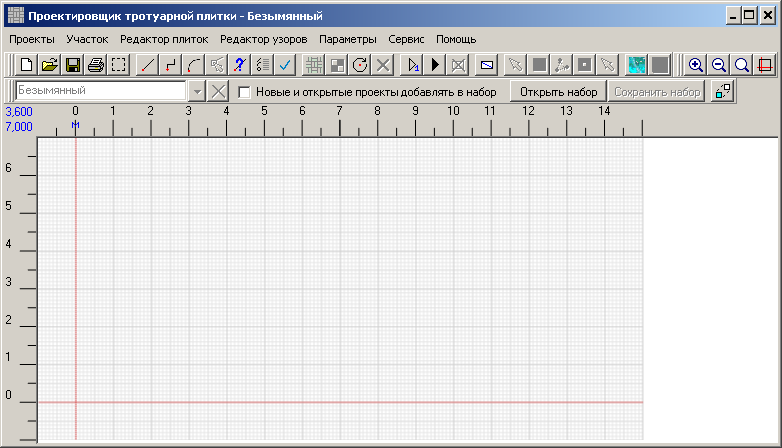 Проектировщик тротуарной плитки - Безымянный
Проекты Участок Редактор плиток Редактор узоров Параметры Сервис Помощь
Безымянный Новые и открытые проекты добавлять в набор Открыть набор Сохранить набор
3,600 0 1 2 3 4 5 6 7 8 9 10 11 12 13 14
7,000 м
6
5
4
3
2
1
0